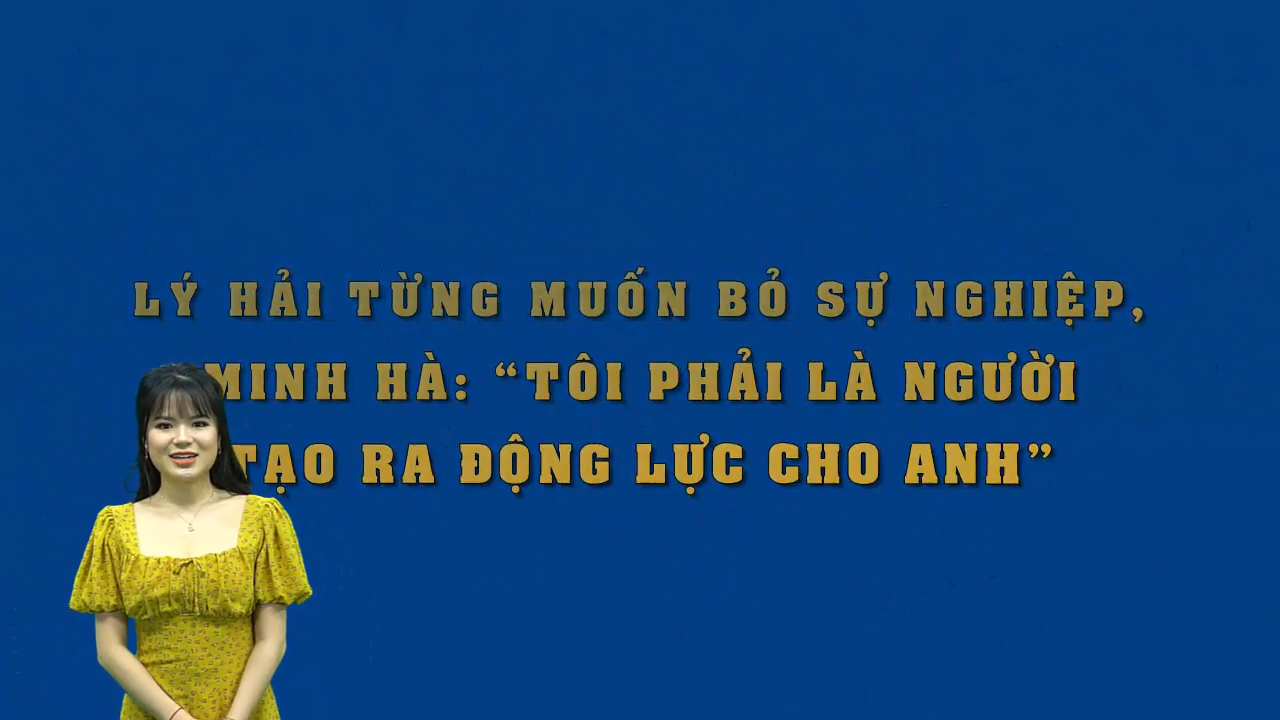 LÝ HẢI TỪNG MUỐN BỎ SỰ NGHIỆP,
MINH HÀ: “TÔI PHẢI LÀ NGƯỜI
TẠO RA ĐỘNG LỰC CHO ANH”